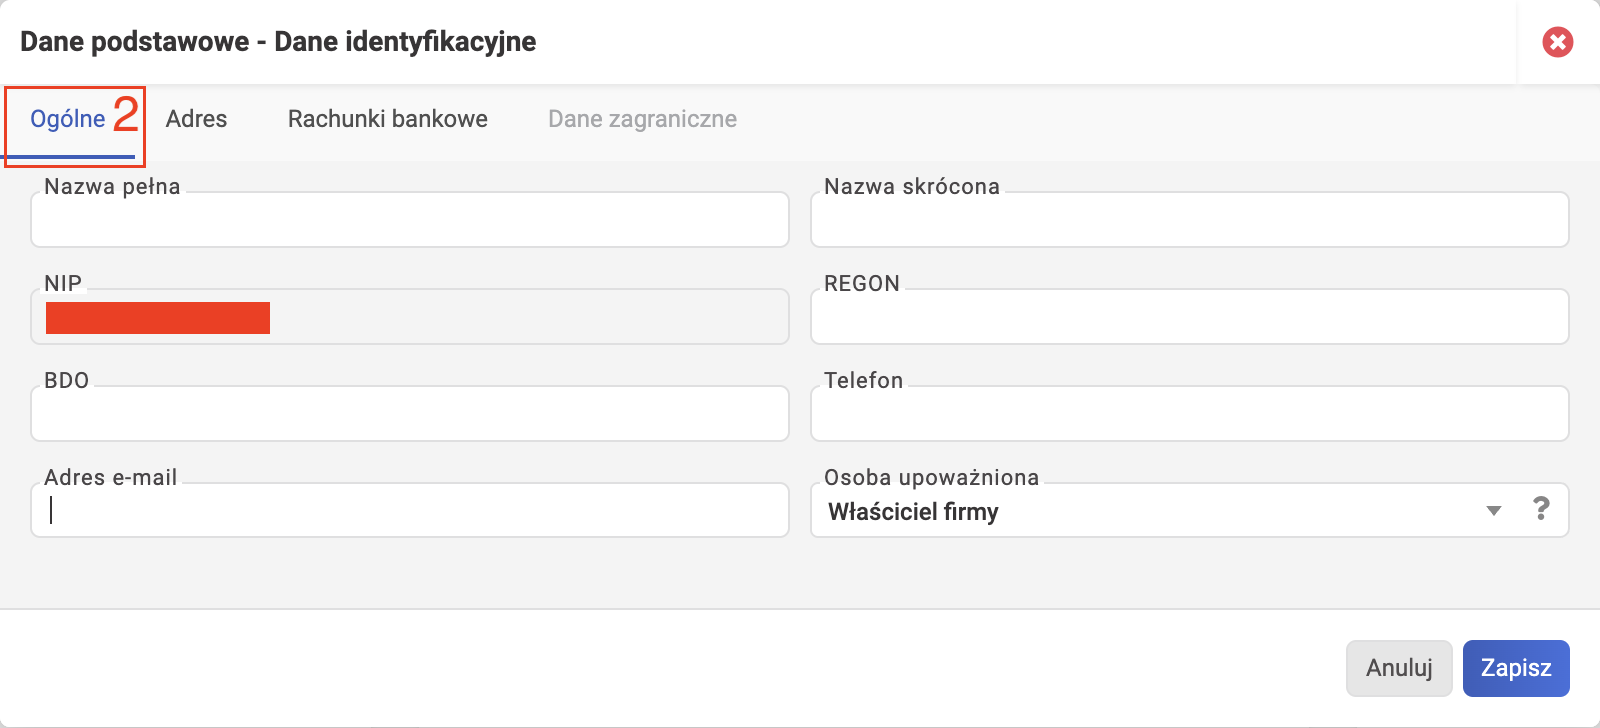 Dane podstawowe - Dane identyfikacyjne
Ogólne 2 Adres Rachunki bankowe Dane zagraniczne
Nazwa pełna Nazwa skrócona
NIP REGON
BDO Telefon
Adres e-mail Osoba upoważniona
Właściciel firmy ?
Anuluj Zapisz